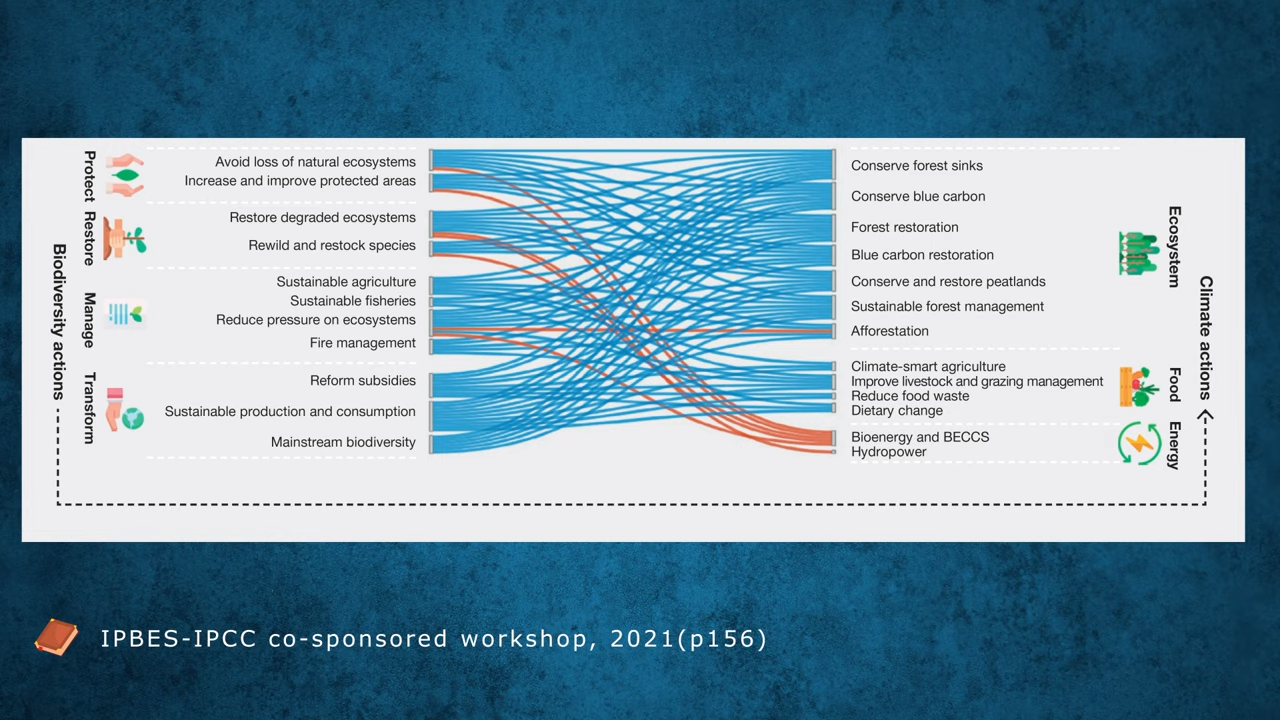 Biodiversity actions
Protect
Avoid loss of natural ecosystems
Increase and improve protected areas
Restore
Restore degraded ecosystems
Rewild and restock species
Manage
Sustainable agriculture
Sustainable fisheries
Reduce pressure on ecosystems
Fire management
Transform
Reform subsidies
Sustainable production and consumption
Mainstream biodiversity
Climate actions
Ecosystem
Conserve forest sinks
Conserve blue carbon
Forest restoration
Blue carbon restoration
Conserve and restore peatlands
Sustainable forest management
Afforestation
Food
Climate-smart agriculture
Improve livestock and grazing management
Reduce food waste
Dietary change
Energy
Bioenergy and BECCS
Hydropower
IPBES-IPCC co-sponsored workshop, 2021(p156)